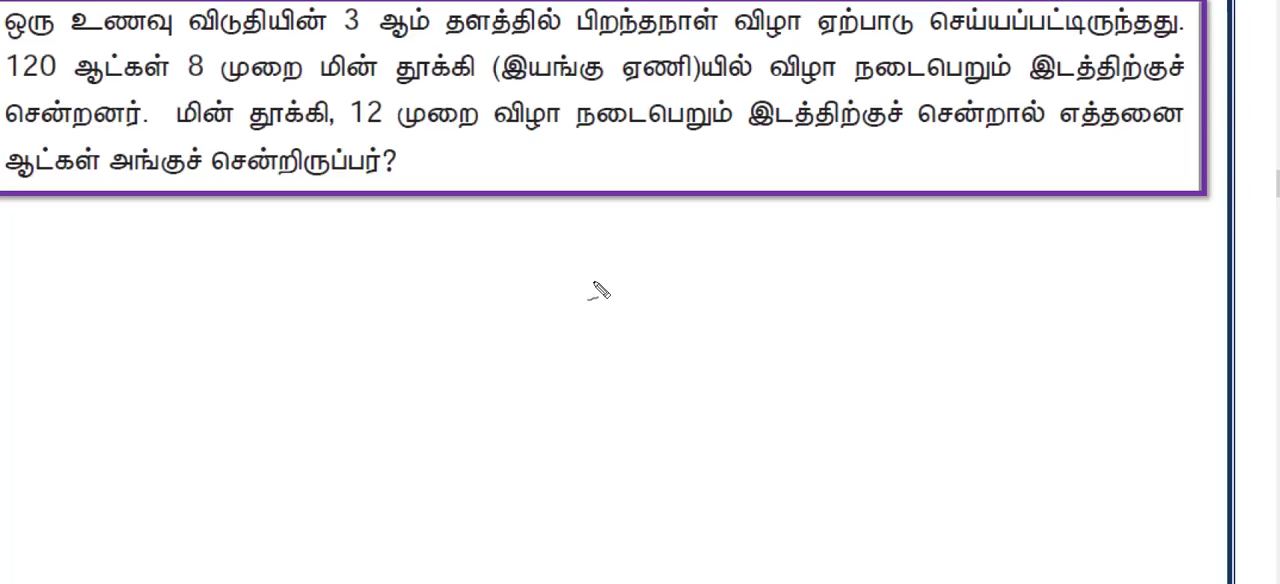 ஒரு உணவு விடுதியின் 3 ஆம் தளத்தில் பிறந்தநாள் விழா ஏற்பாடு செய்யப்பட்டிருந்தது.
120 ஆட்கள் 8 முறை மின் தூக்கி (இயங்கு ஏணி)யில் விழா நடைபெறும் இடத்திற்குச்
சென்றனர். மின் தூக்கி, 12 முறை விழா நடைபெறும் இடத்திற்குச் சென்றால் எத்தனை
ஆட்கள் அங்குச் சென்றிருப்பர்?